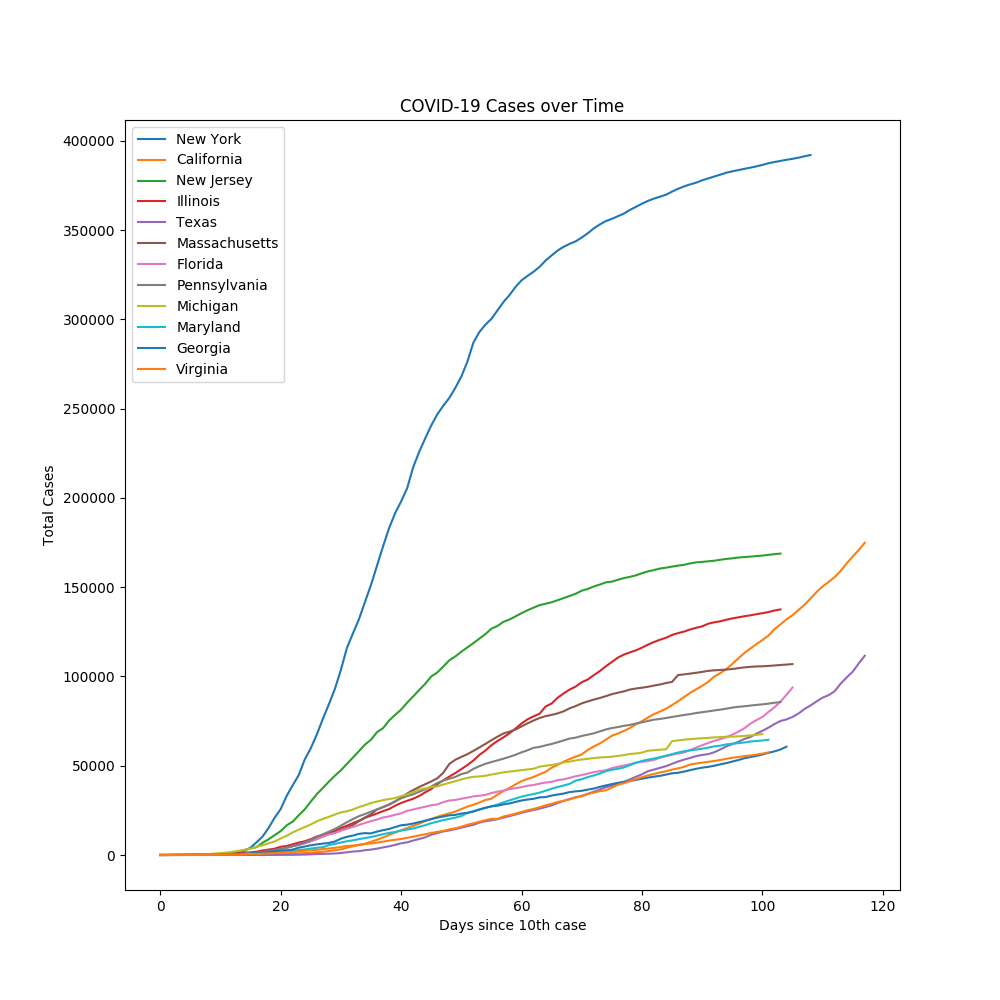 COVID-19 Cases over Time
400000
350000
300000
250000
200000
150000
100000
50000
0
Total Cases
New York
California
New Jersey
Illinois
Texas
Massachusetts
Florida
Pennsylvania
Michigan
Maryland
Georgia
Virginia
0 20 40 60 80 100 120
Days since 10th case